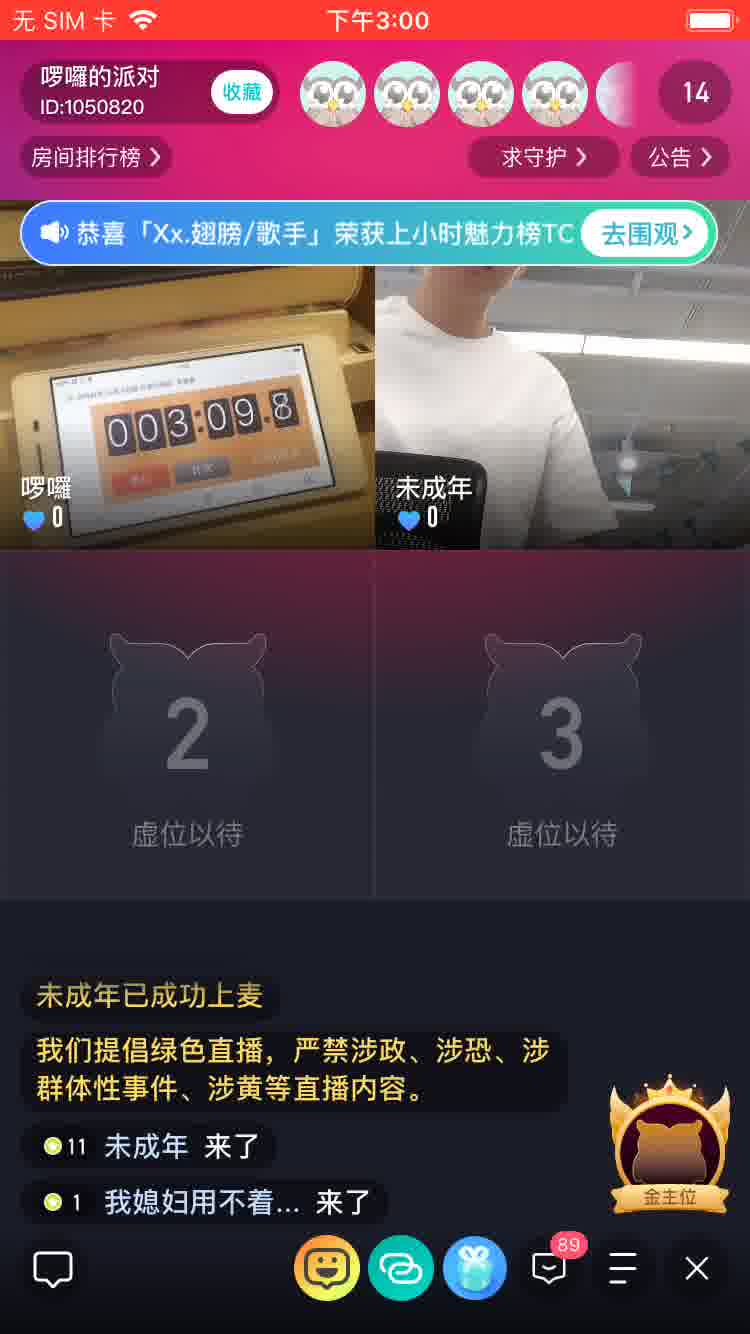 无 SIM 卡
下午3:00
啰囉的派对
ID:1050820
收藏
14
房间排行榜
求守护
公告
恭喜「Xx.翅膀/歌手」荣获上小时魅力榜TC
去围观
003:09.8
啰囉
0
未成年
0
2
虚位以待
3
虚位以待
未成年已成功上麦
我们提倡绿色直播，严禁涉政、涉恐、涉
群体性事件、涉黄等直播内容。
11 未成年 来了
1 我媳妇用不着... 来了
金主位
89